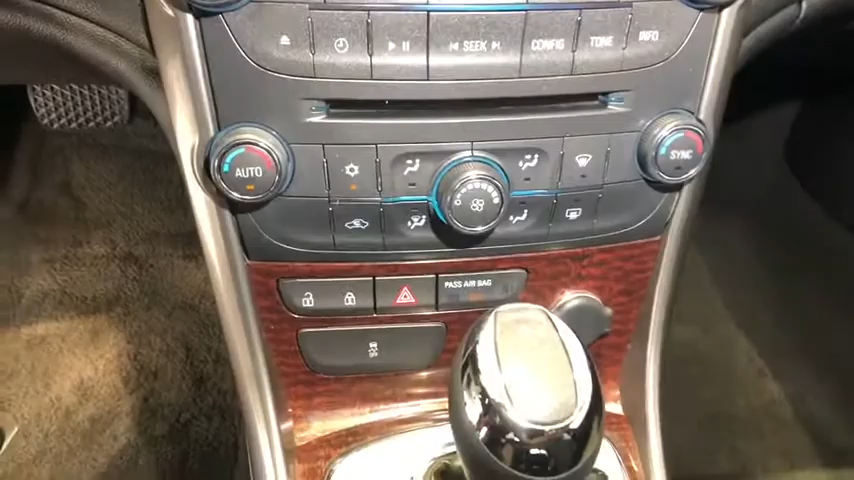 SEEK
CONFIG
TONE
INFO
AUTO
SYNC
PASS AIR BAG